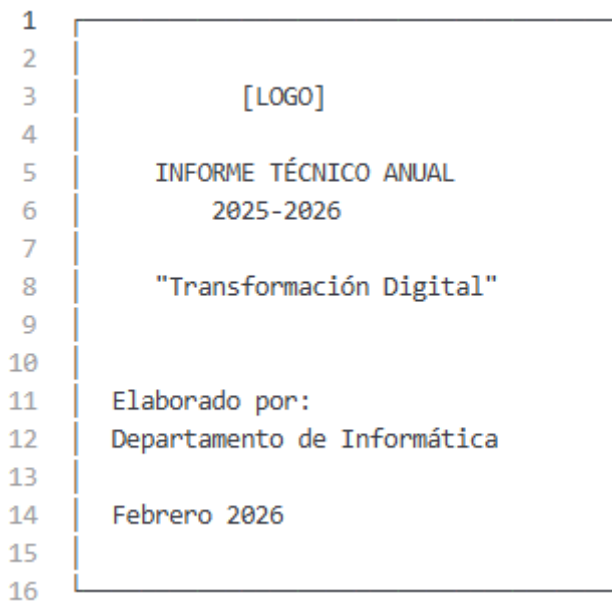 1
2
3 [LOGO]
4
5 INFORME TÉCNICO ANUAL
6 2025-2026
7
8 "Transformación Digital"
9
10
11 Elaborado por:
12 Departamento de Informática
13
14 Febrero 2026
15
16